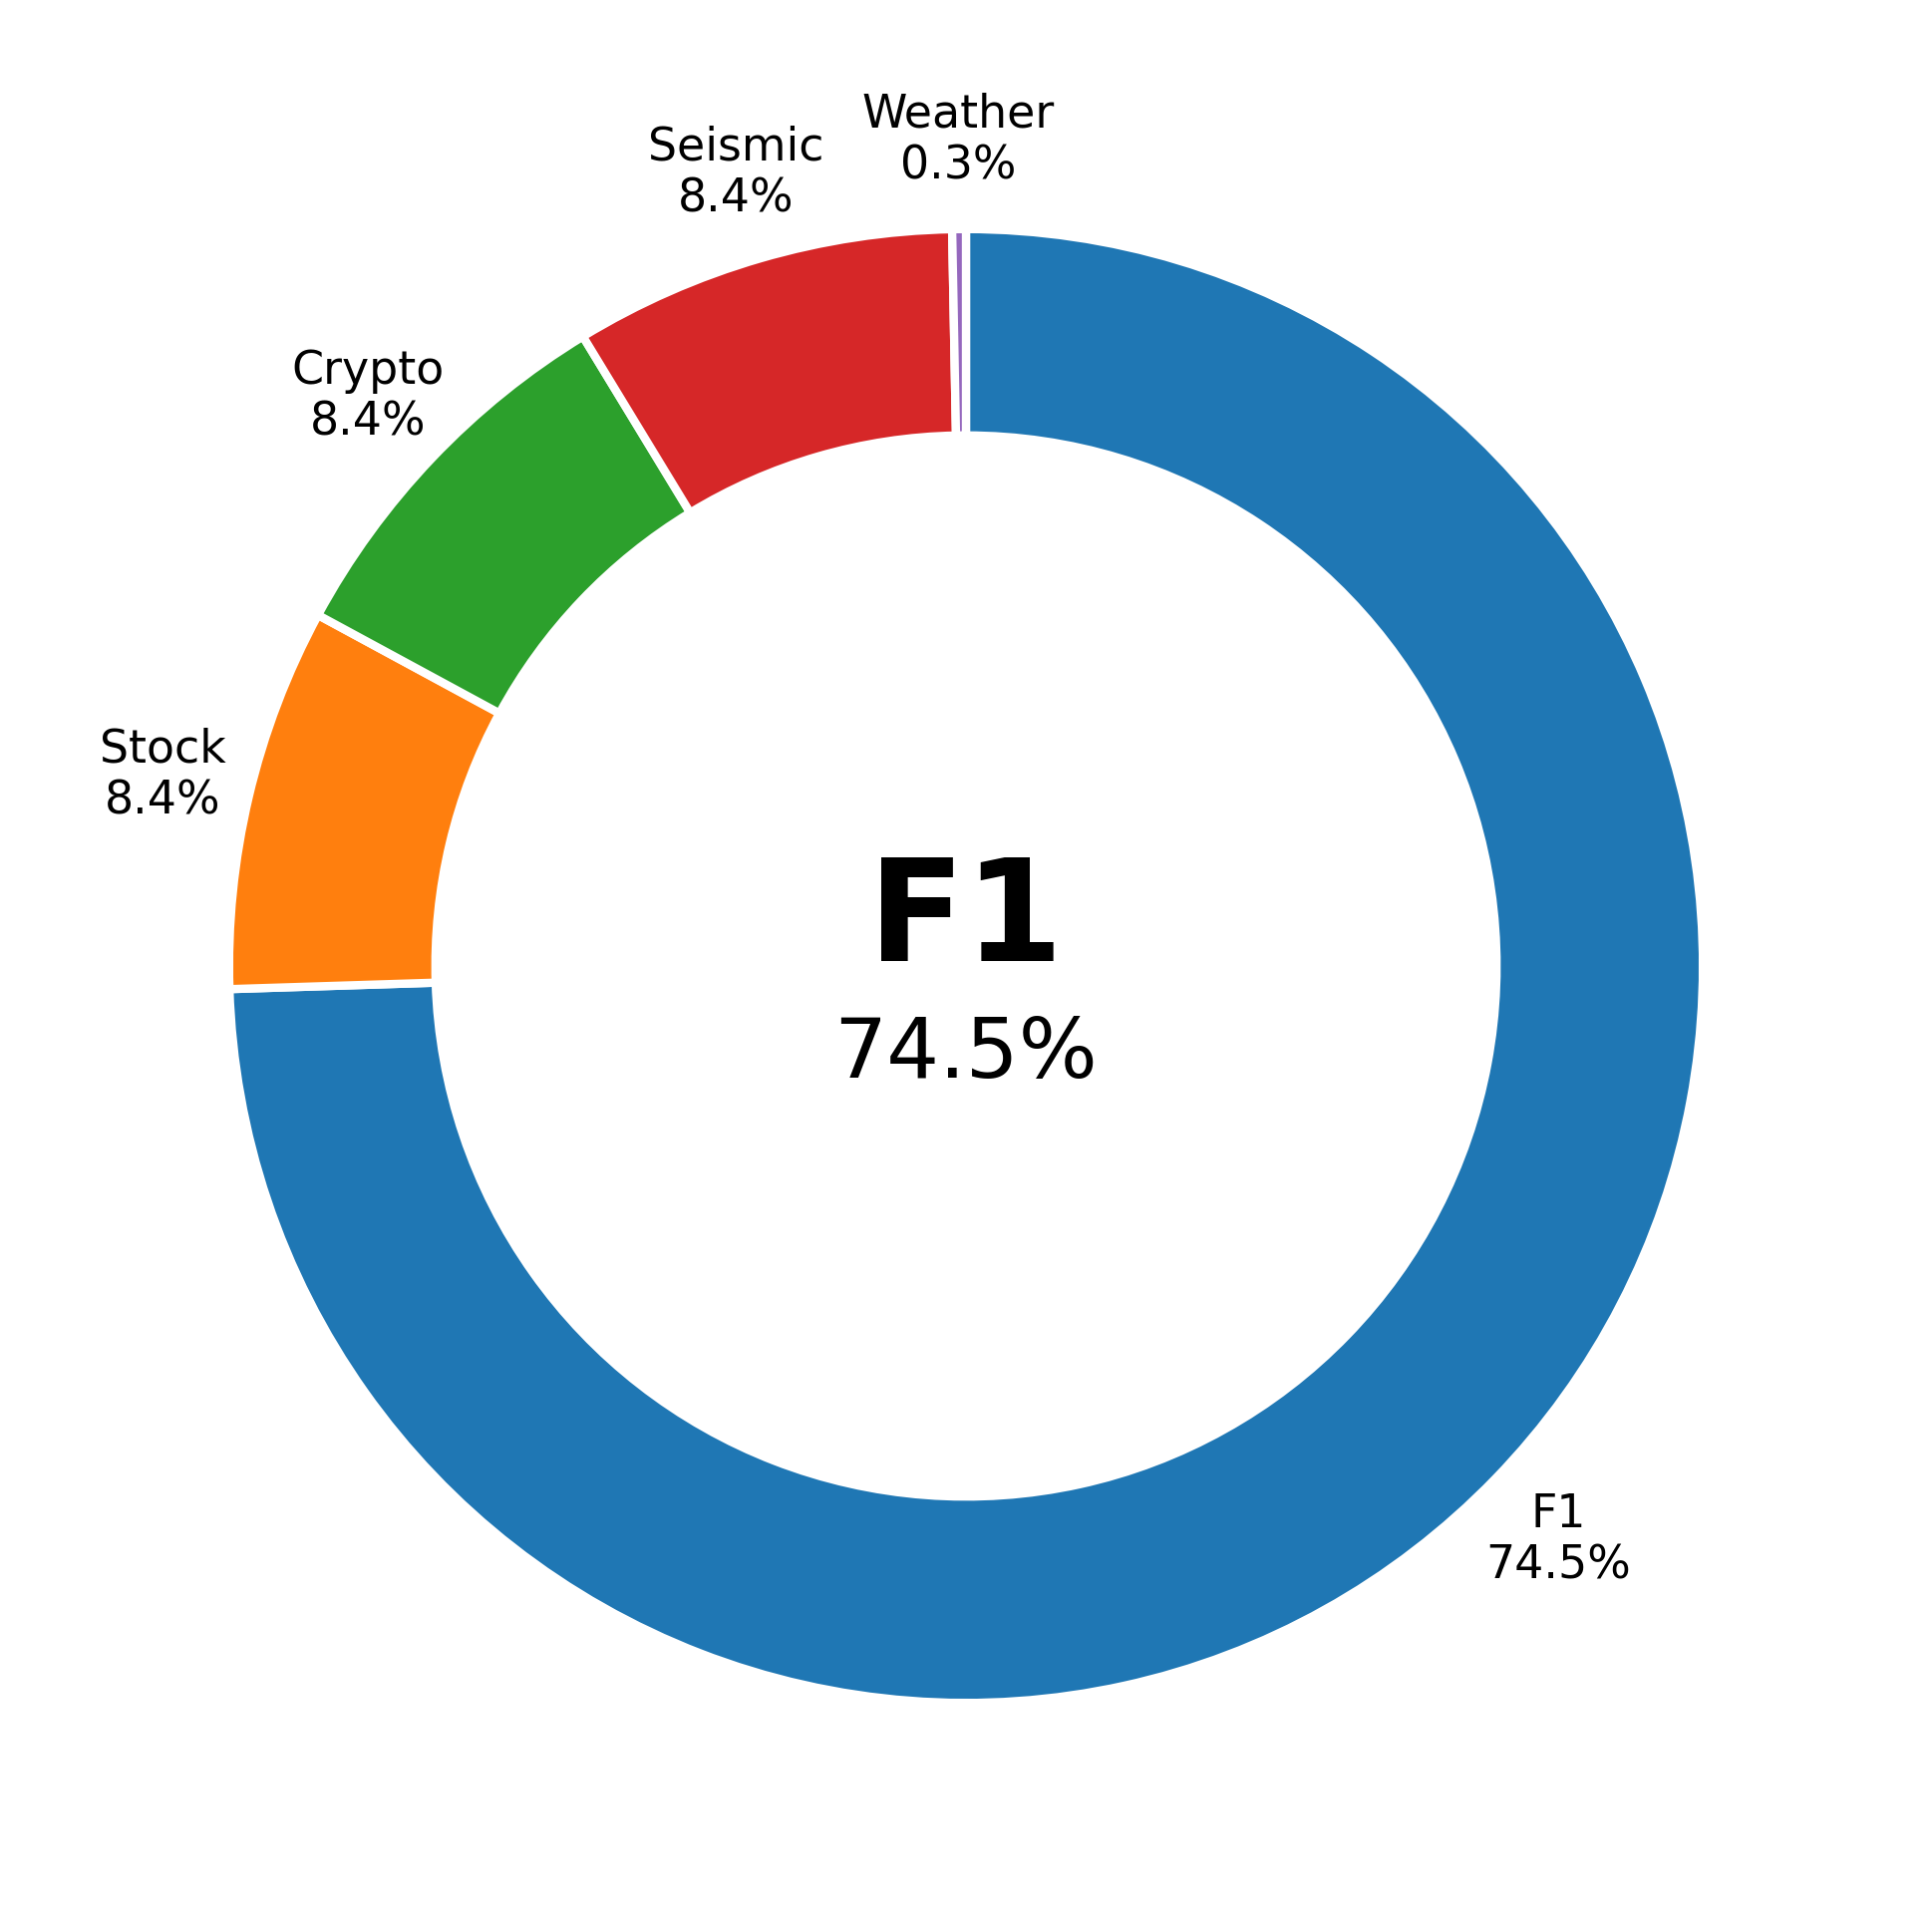 Weather
0.3%
Seismic
8.4%
Crypto
8.4%
Stock
8.4%
F1
74.5%
F1
74.5%